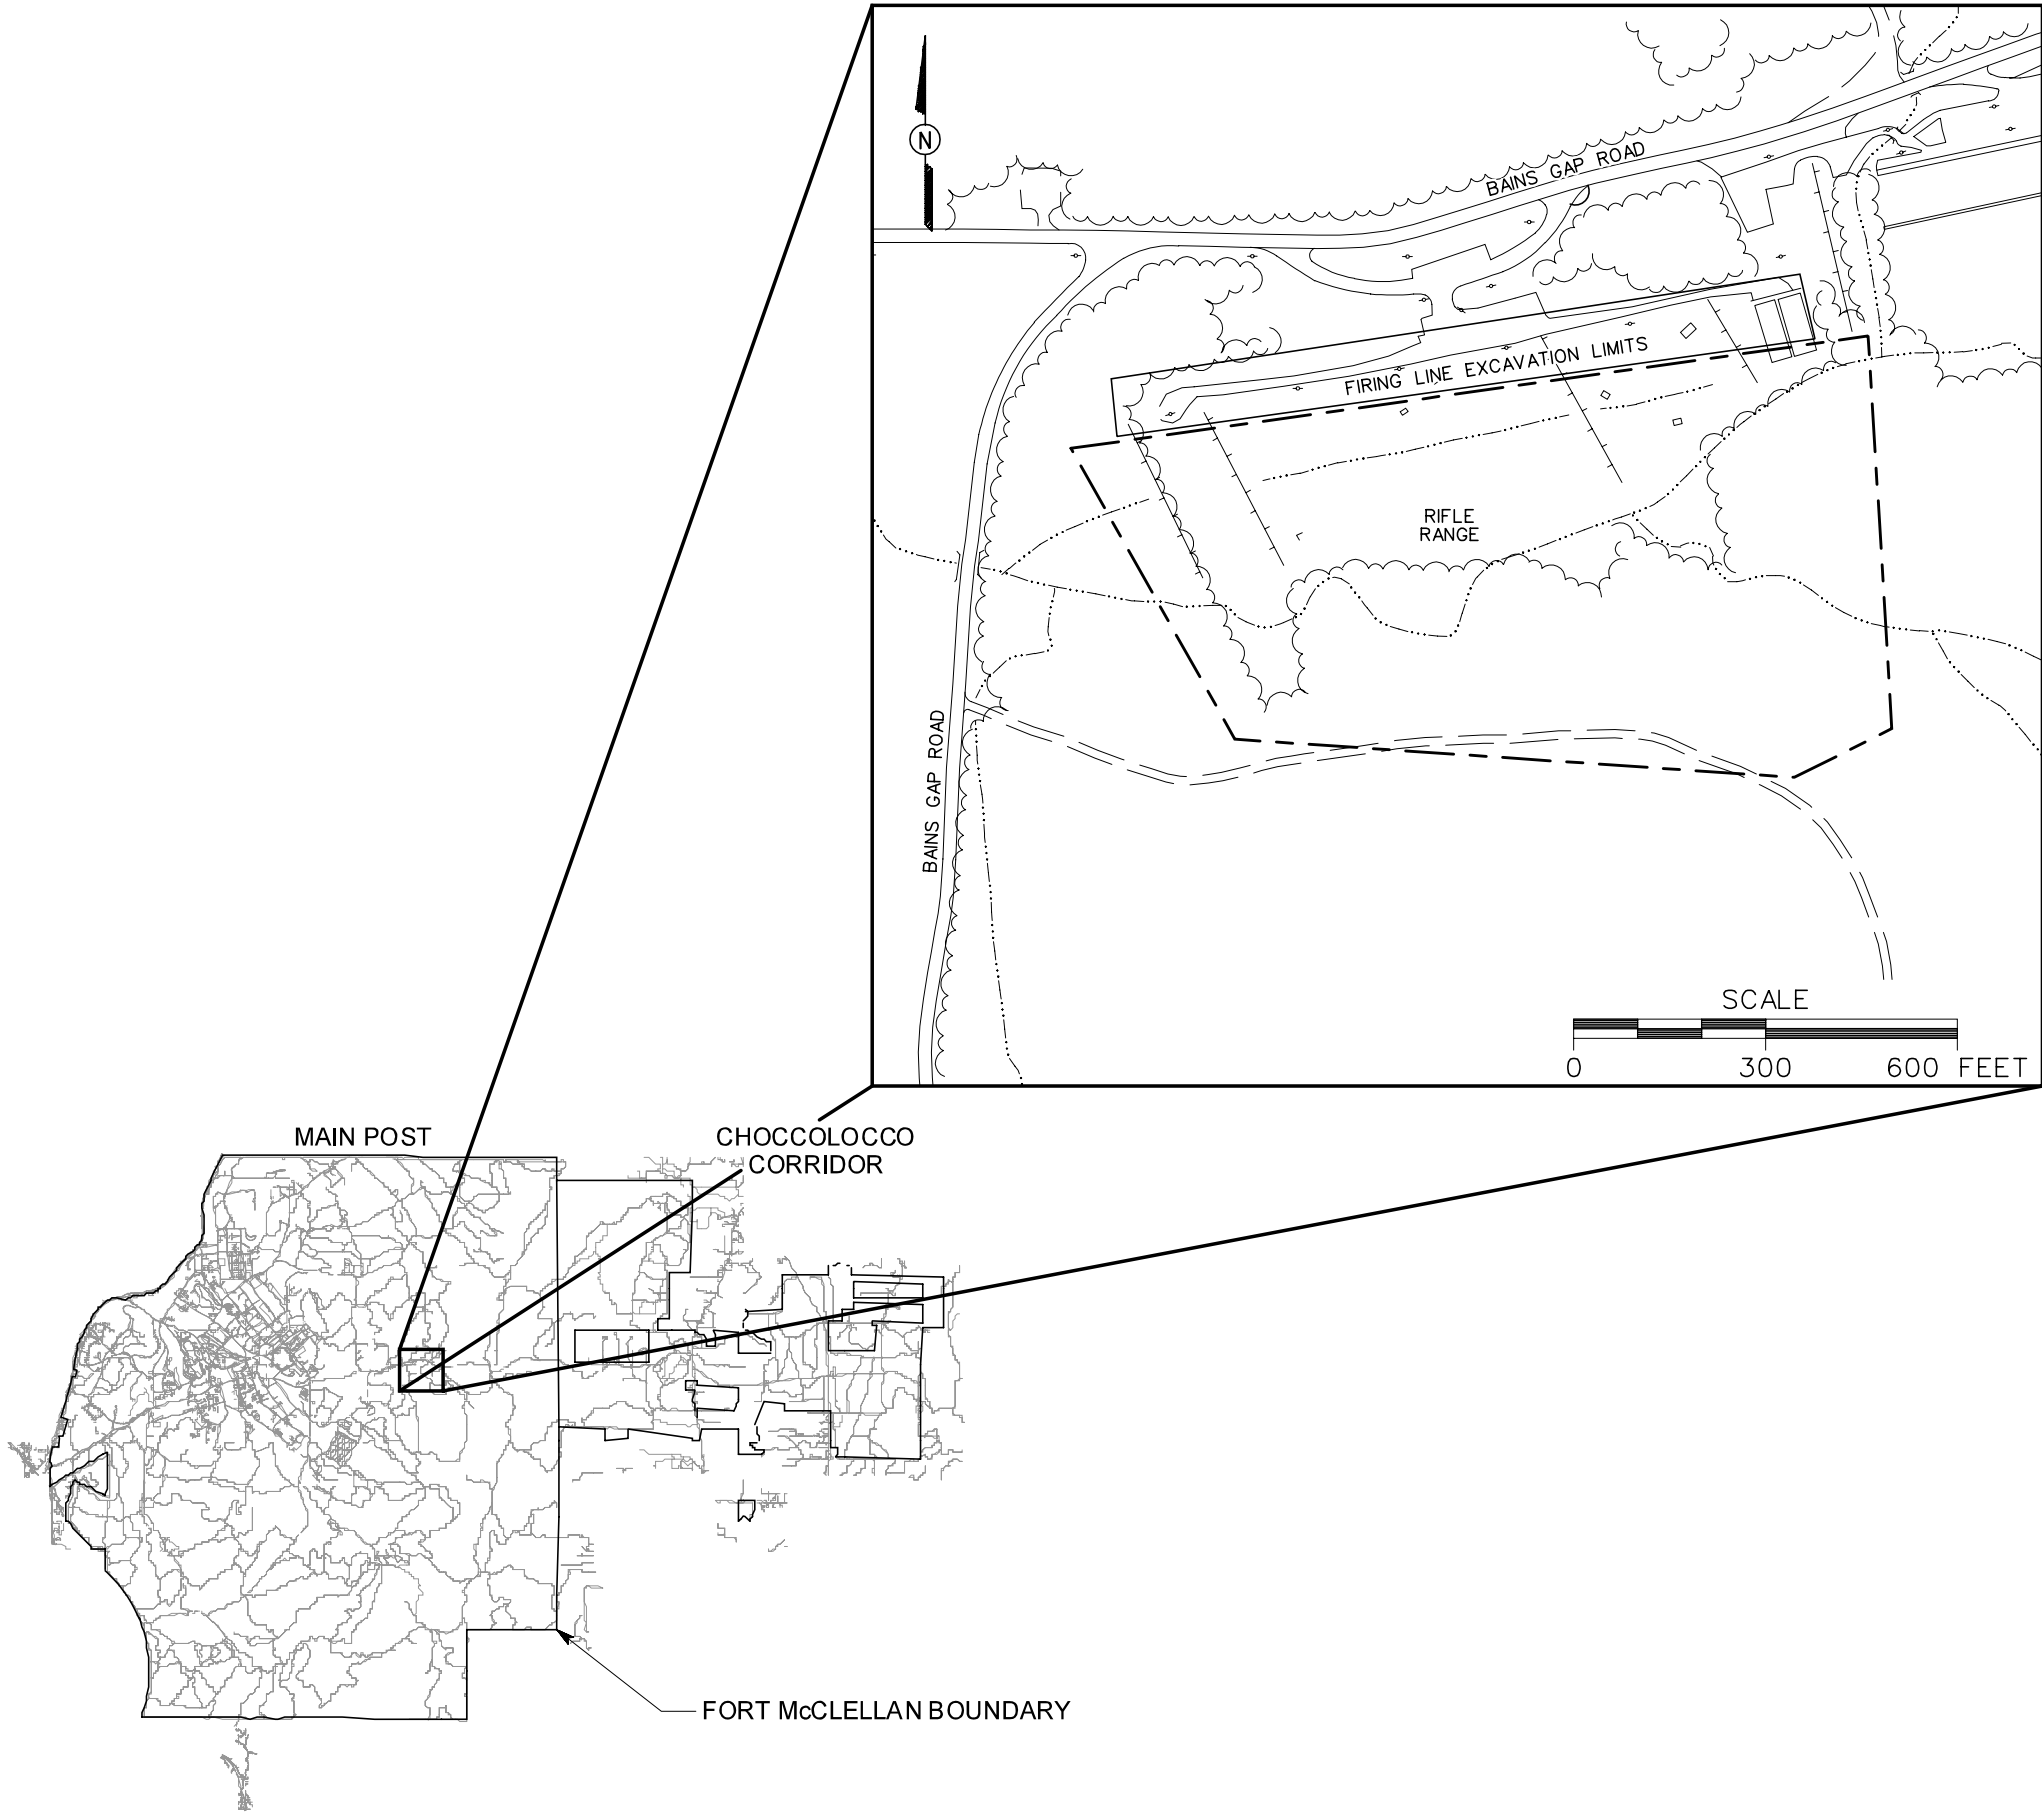 N
BAINS GAP ROAD
FIRING LINE EXCAVATION LIMITS
RIFLE
RANGE
BAINS GAP ROAD
SCALE
0 300 600 FEET
MAIN POST
CHOCCOLOCCO
CORRIDOR
FORT McCLELLAN BOUNDARY